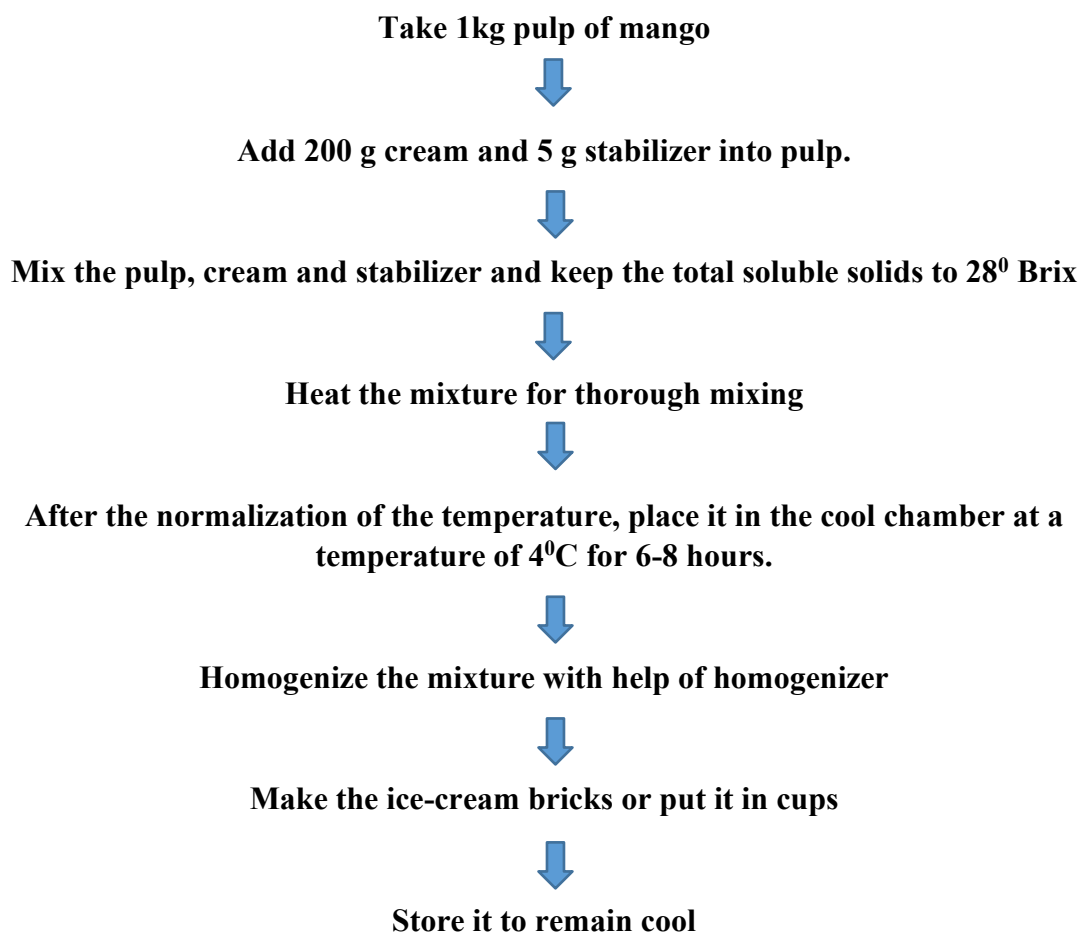 Take 1kg pulp of mango
Add 200 g cream and 5 g stabilizer into pulp.
Mix the pulp, cream and stabilizer and keep the total soluble solids to 28⁰ Brix
Heat the mixture for thorough mixing
After the normalization of the temperature, place it in the cool chamber at a
temperature of 4⁰C for 6-8 hours.
Homogenize the mixture with help of homogenizer
Make the ice-cream bricks or put it in cups
Store it to remain cool